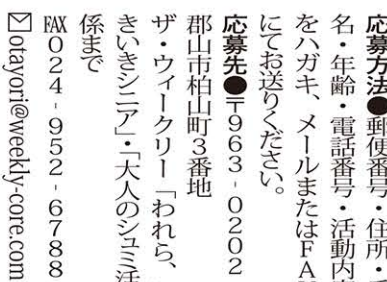 応募方法●郵便番号・住所・
名・年齢・電話番号・活動内
をハガキ、メールまたはFA
にてお送りください。
応募先●〒963-0202
郡山市柏山町3番地
ザ・ウィークリー「われら、
きいきシニア」・「大人のシュミ活
係まで
FAX024-952-6788
✉otayori@weekly-core.com